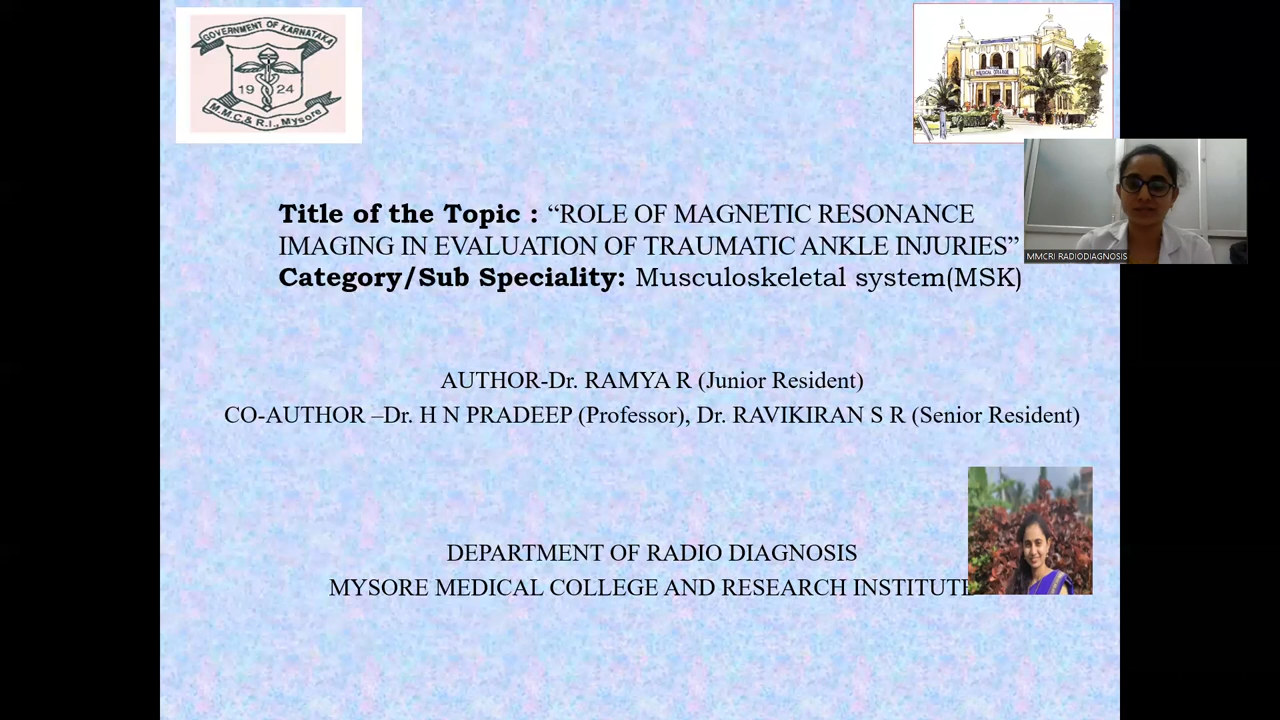 GOVERNMENT OF KARNATAKA
19 24
M.M.C.& R.I., Mysore
MEDICAL COLLEGE
Title of the Topic : “ROLE OF MAGNETIC RESONANCE
IMAGING IN EVALUATION OF TRAUMATIC ANKLE INJURIES”
Category/Sub Speciality: Musculoskeletal system(MSK)
MMCRI RADIODIAGNOSIS
AUTHOR-Dr. RAMYA R (Junior Resident)
CO-AUTHOR –Dr. H N PRADEEP (Professor), Dr. RAVIKIRAN S R (Senior Resident)
DEPARTMENT OF RADIO DIAGNOSIS
MYSORE MEDICAL COLLEGE AND RESEARCH INSTITUTE